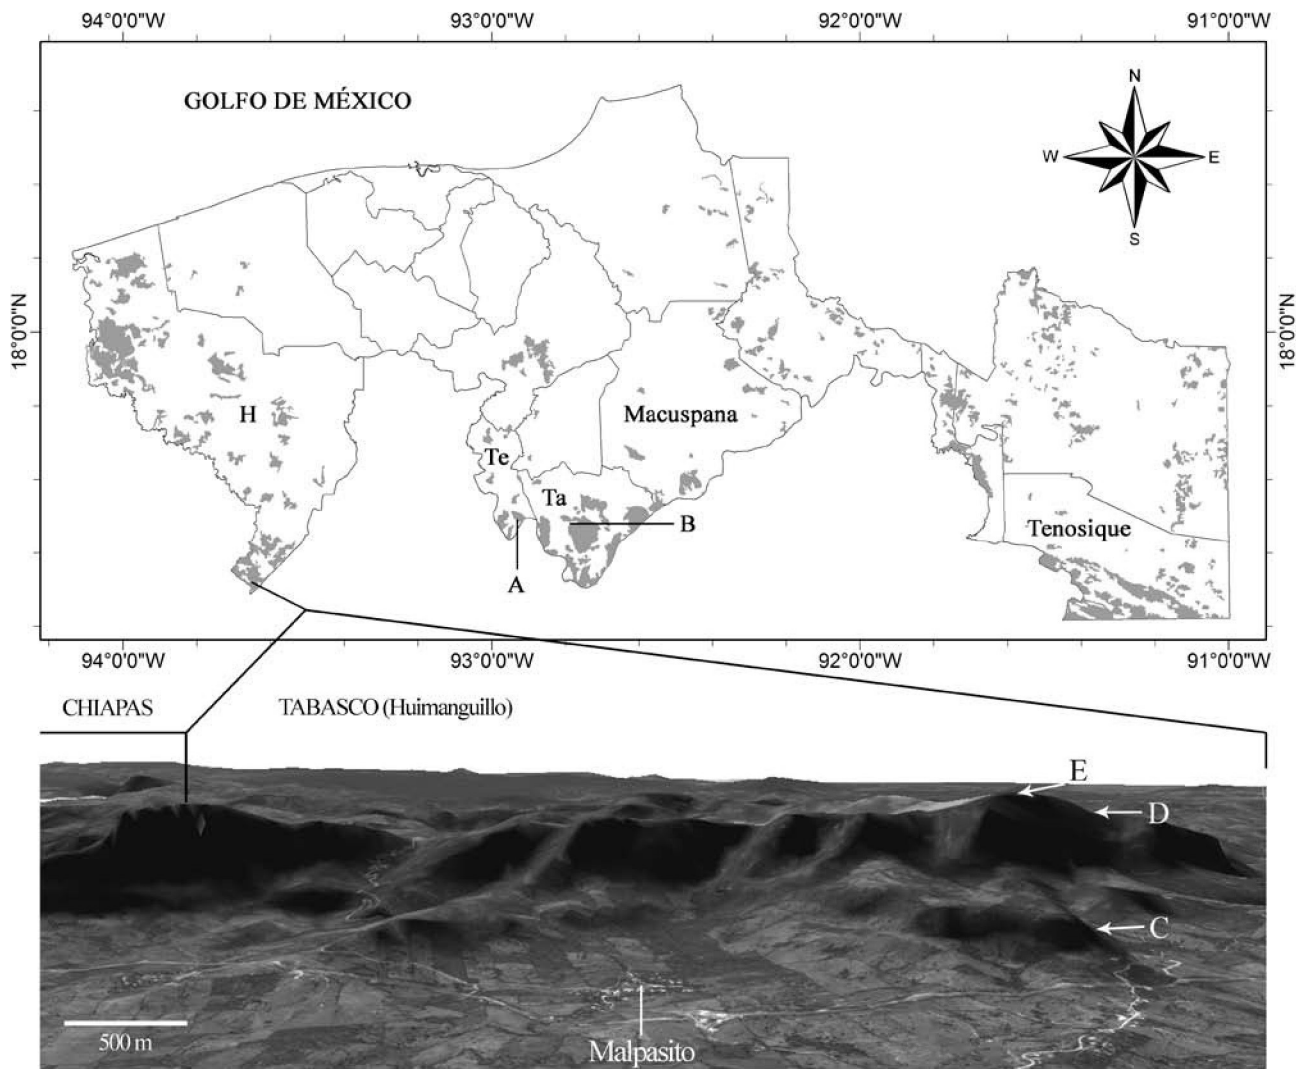 94°0'0"W 93°0'0"W 92°0'0"W 91°0'0"W
GOLFO DE MÉXICO
N
W E
S
18°0'0"N 18°0'0"N
H
Macuspana
Te
Ta
B
Tenosique
A
94°0'0"W 93°0'0"W 92°0'0"W 91°0'0"W
CHIAPAS TABASCO (Huimanguillo)
E
D
C
500 m
Malpasito